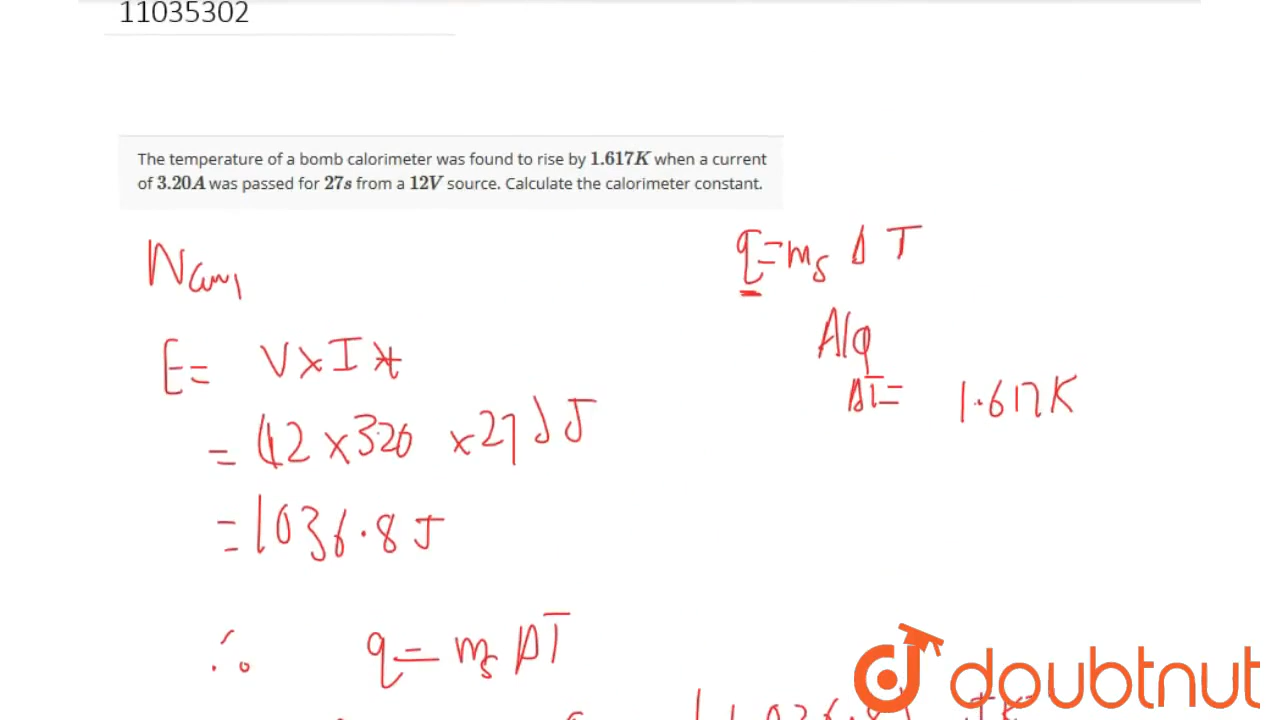 11035302
The temperature of a bomb calorimeter was found to rise by 1.617K when a current
of 3.20A was passed for 27s from a 12V source. Calculate the calorimeter constant.
q=ms ΔT
E= V×I×t
A/q
ΔT= 1.617K
= (12×3.20 ×27) J
=1036.8 J
∴ q=ms ΔT
doubtnut